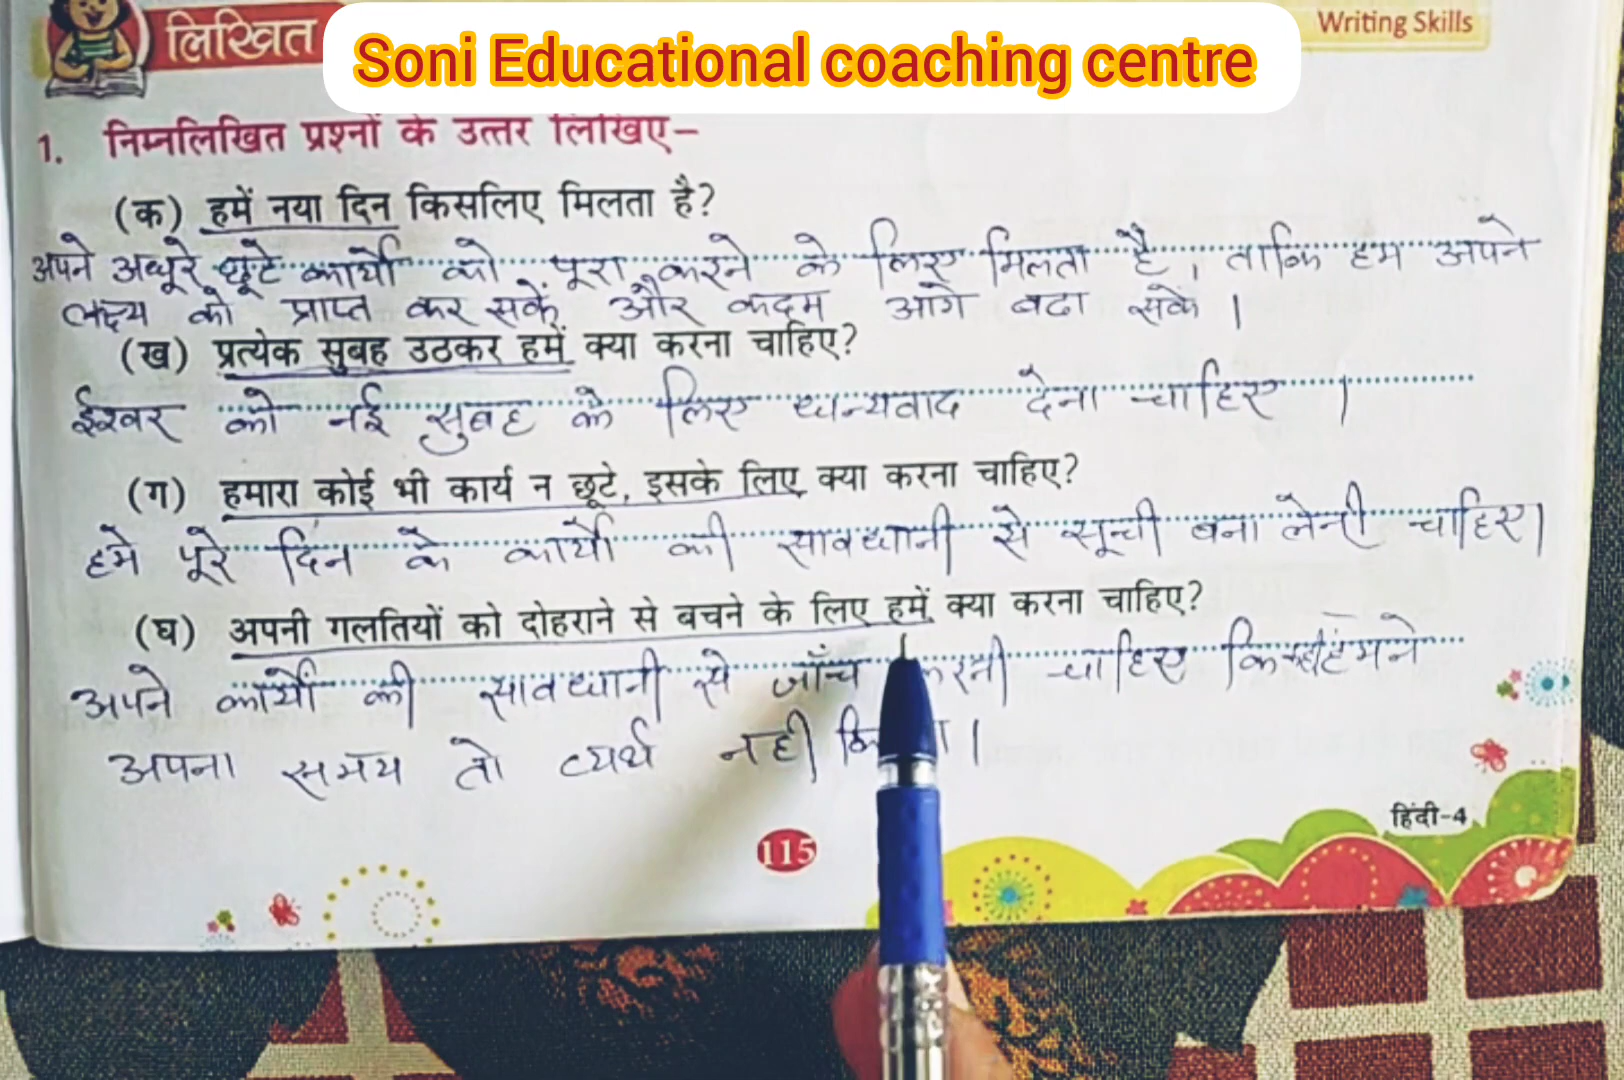 लिखित
Soni Educational coaching centre
Writing Skills
1. निम्नलिखित प्रश्नों के उत्तर लिखिए–
(क) हमें नया दिन किसलिए मिलता है?
अपने अधूरे छूटे कार्यो को पूरा करने के लिए मिलता है, ताकि हम अपने
लक्ष्य को प्राप्त कर सकें और कदम आगे बढा सके।
(ख) प्रत्येक सुबह उठकर हमें क्या करना चाहिए?
ईश्वर को नई सुबह के लिए धन्यवाद देना चाहिए।
(ग) हमारा कोई भी कार्य न छूटे, इसके लिए क्या करना चाहिए?
हमे पूरे दिन के कार्यो की सावधानी से सूची बना लेनी चाहिए।
(घ) अपनी गलतियों को दोहराने से बचने के लिए हमें क्या करना चाहिए?
अपने कार्यों की सावधानी से जाँच करनी चाहिए कि हमने
अपना समय तो व्यर्थ नही
115
हिंदी-4